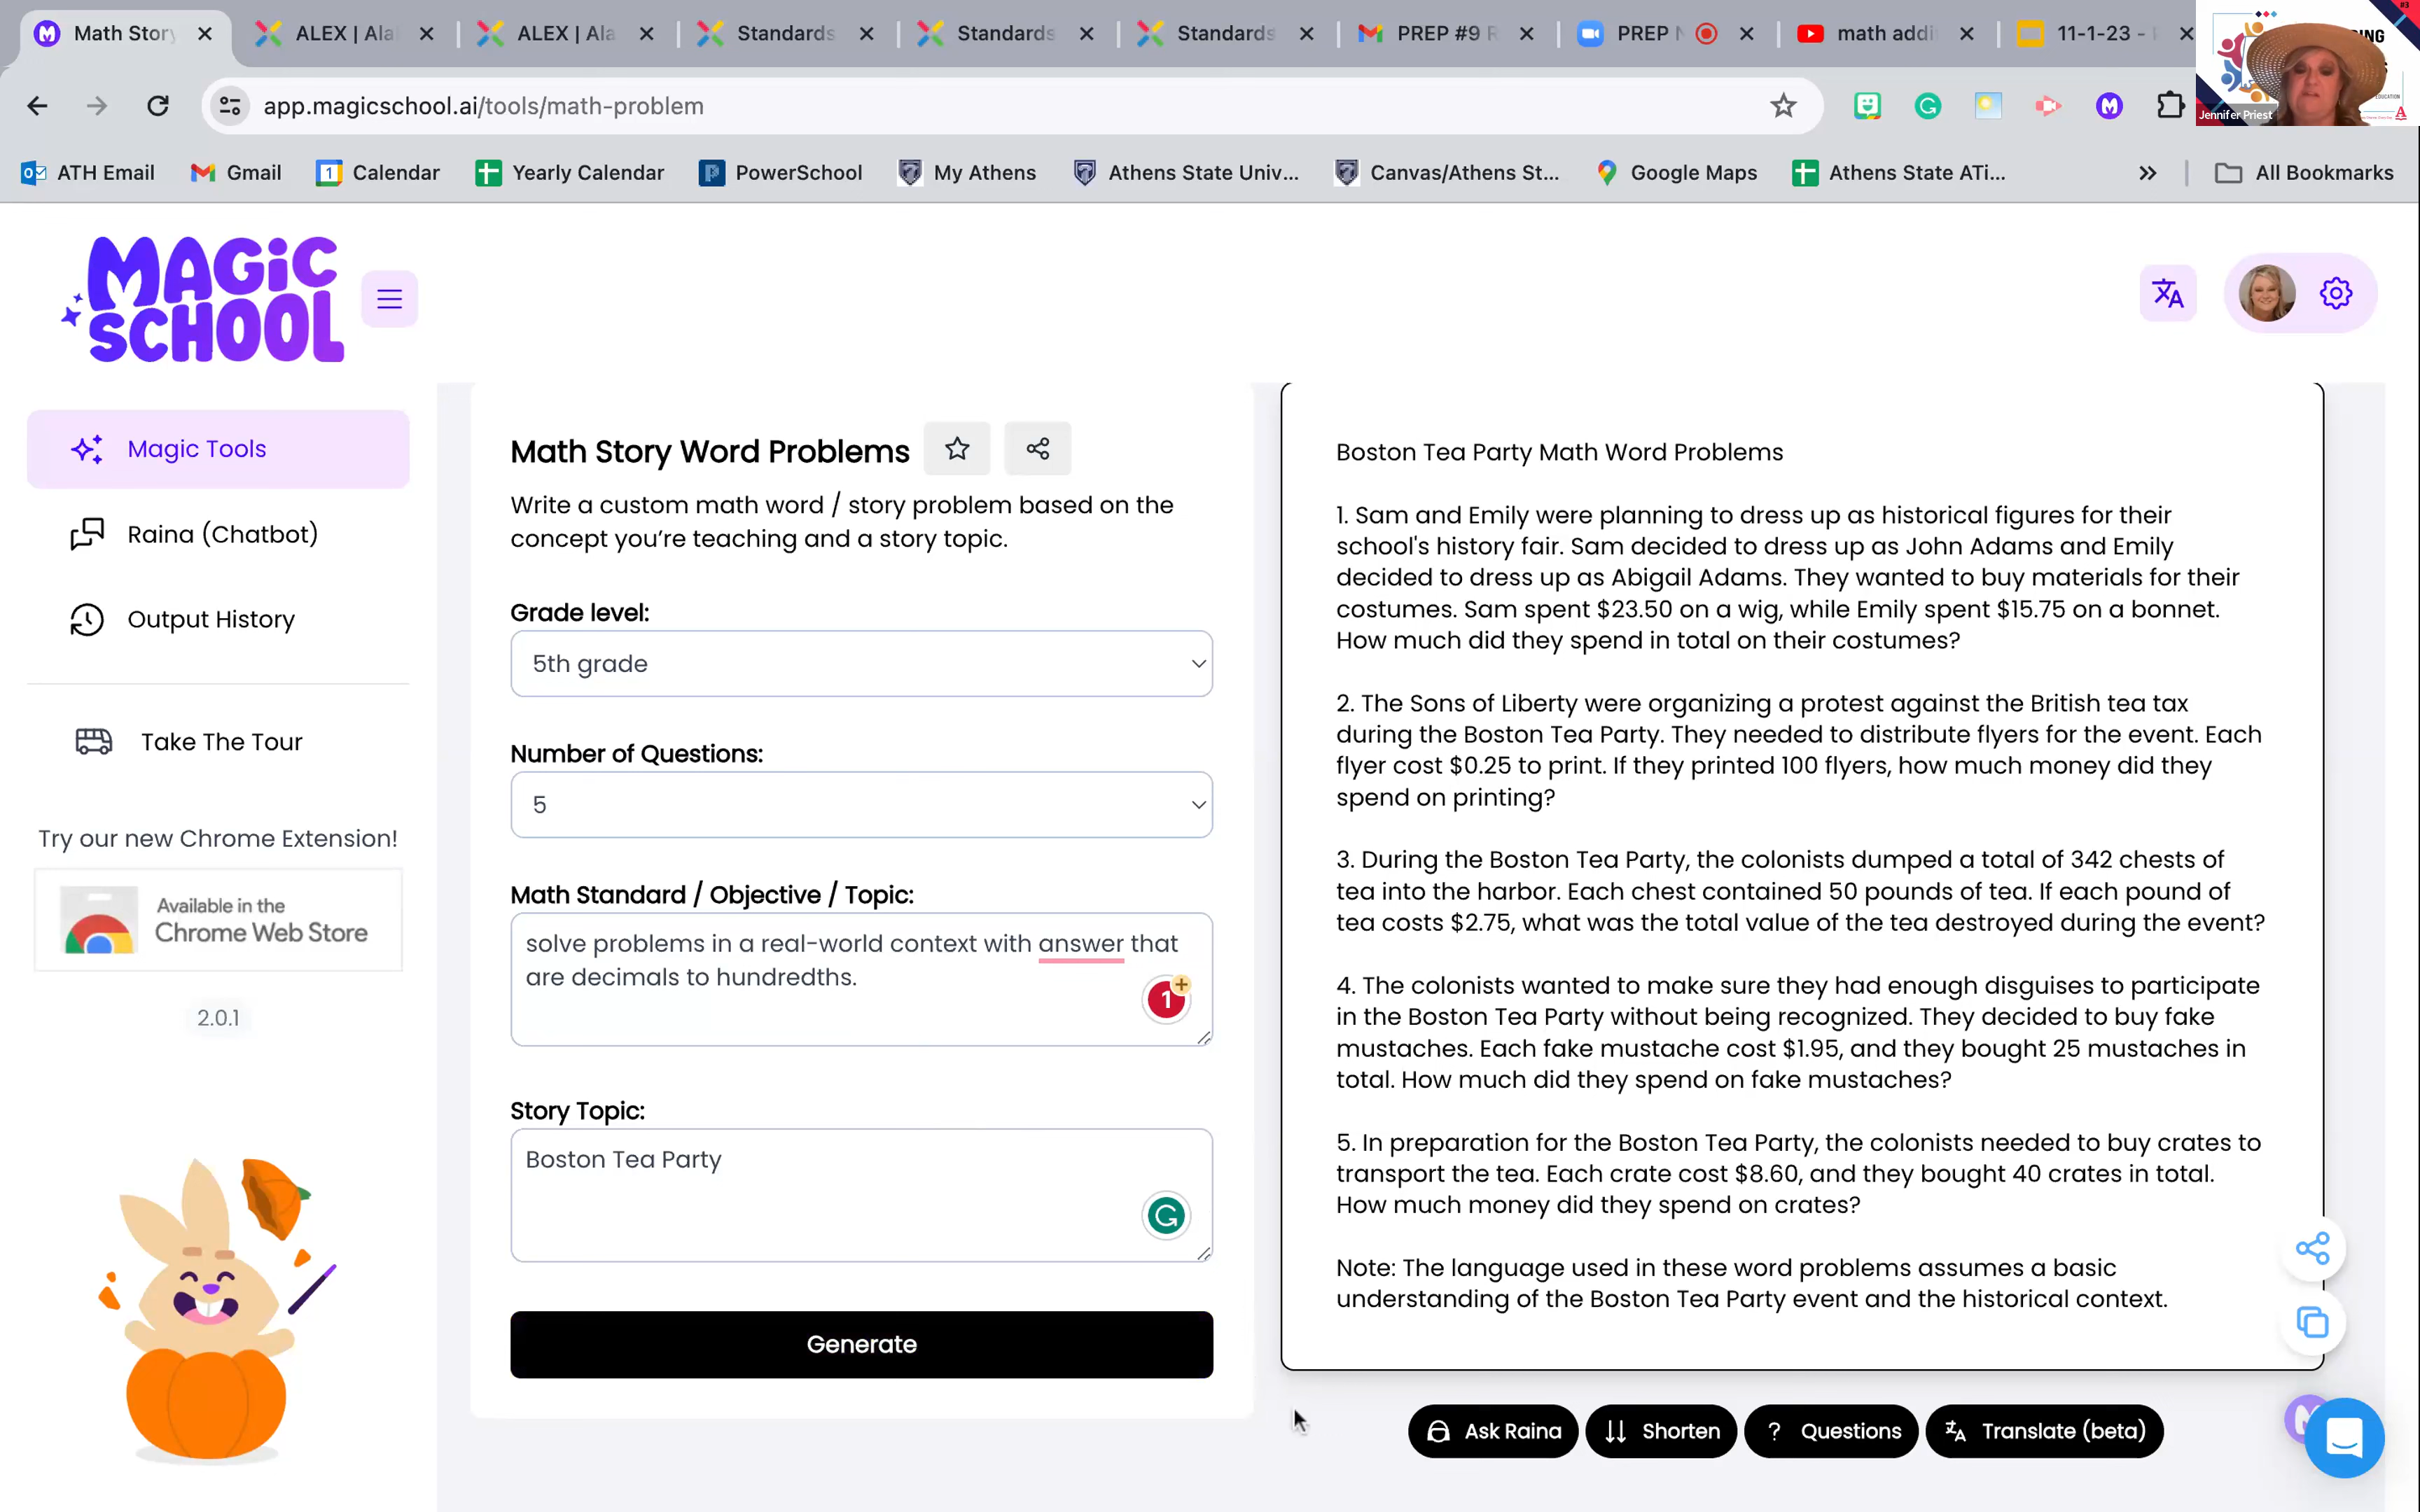 Math Story
ALEX | Ala
ALEX | Ala
Standards
Standards
Standards
PREP #9 R
PREP
math addi
11-1-23 -
#3
ING
EDUCATION
Jennifer Priest
app.magicschool.ai/tools/math-problem
ATH Email
Gmail
Calendar
Yearly Calendar
PowerSchool
My Athens
Athens State Univ...
Canvas/Athens St...
Google Maps
Athens State ATi...
All Bookmarks
MAGiC
SCHOOL
Magic Tools
Raina (Chatbot)
Output History
Take The Tour
Try our new Chrome Extension!
Available in the
Chrome Web Store
2.0.1
Math Story Word Problems
Write a custom math word / story problem based on the
concept you're teaching and a story topic.
Grade level:
5th grade
Number of Questions:
5
Math Standard / Objective / Topic:
solve problems in a real-world context with answer that
are decimals to hundredths.
1
Story Topic:
Boston Tea Party
Generate
Boston Tea Party Math Word Problems
1. Sam and Emily were planning to dress up as historical figures for their
school's history fair. Sam decided to dress up as John Adams and Emily
decided to dress up as Abigail Adams. They wanted to buy materials for their
costumes. Sam spent $23.50 on a wig, while Emily spent $15.75 on a bonnet.
How much did they spend in total on their costumes?
2. The Sons of Liberty were organizing a protest against the British tea tax
during the Boston Tea Party. They needed to distribute flyers for the event. Each
flyer cost $0.25 to print. If they printed 100 flyers, how much money did they
spend on printing?
3. During the Boston Tea Party, the colonists dumped a total of 342 chests of
tea into the harbor. Each chest contained 50 pounds of tea. If each pound of
tea costs $2.75, what was the total value of the tea destroyed during the event?
4. The colonists wanted to make sure they had enough disguises to participate
in the Boston Tea Party without being recognized. They decided to buy fake
mustaches. Each fake mustache cost $1.95, and they bought 25 mustaches in
total. How much did they spend on fake mustaches?
5. In preparation for the Boston Tea Party, the colonists needed to buy crates to
transport the tea. Each crate cost $8.60, and they bought 40 crates in total.
How much money did they spend on crates?
Note: The language used in these word problems assumes a basic
understanding of the Boston Tea Party event and the historical context.
Ask Raina
Shorten
Questions
Translate (beta)